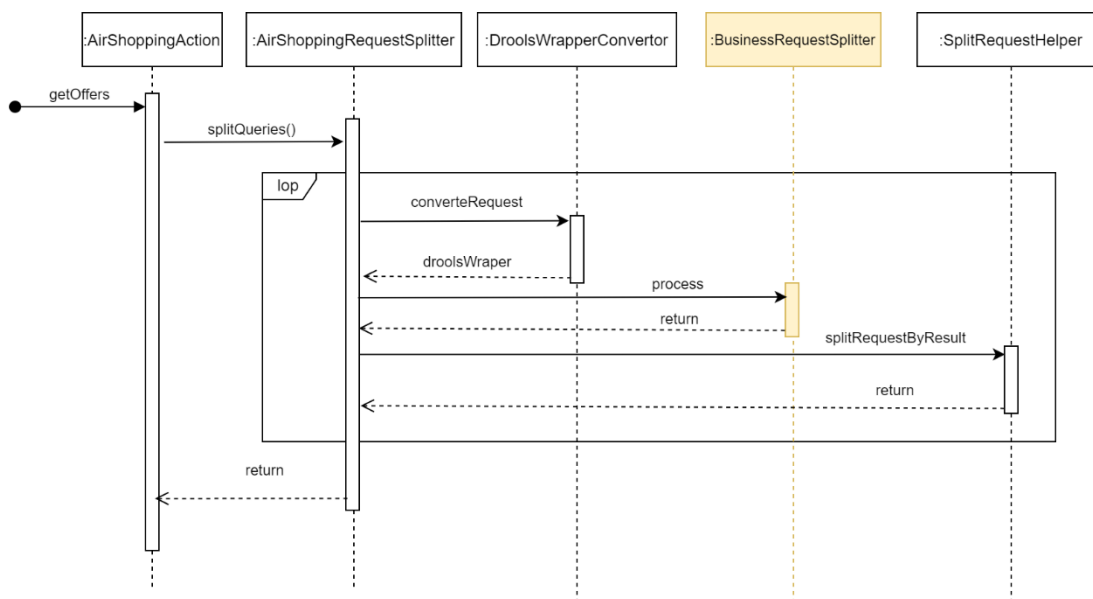 :AirShoppingAction
:AirShoppingRequestSplitter
:DroolsWrapperConvertor
:BusinessRequestSplitter
:SplitRequestHelper
getOffers
splitQueries()
lop
converteRequest
droolsWraper
process
return
splitRequestByResult
return
return